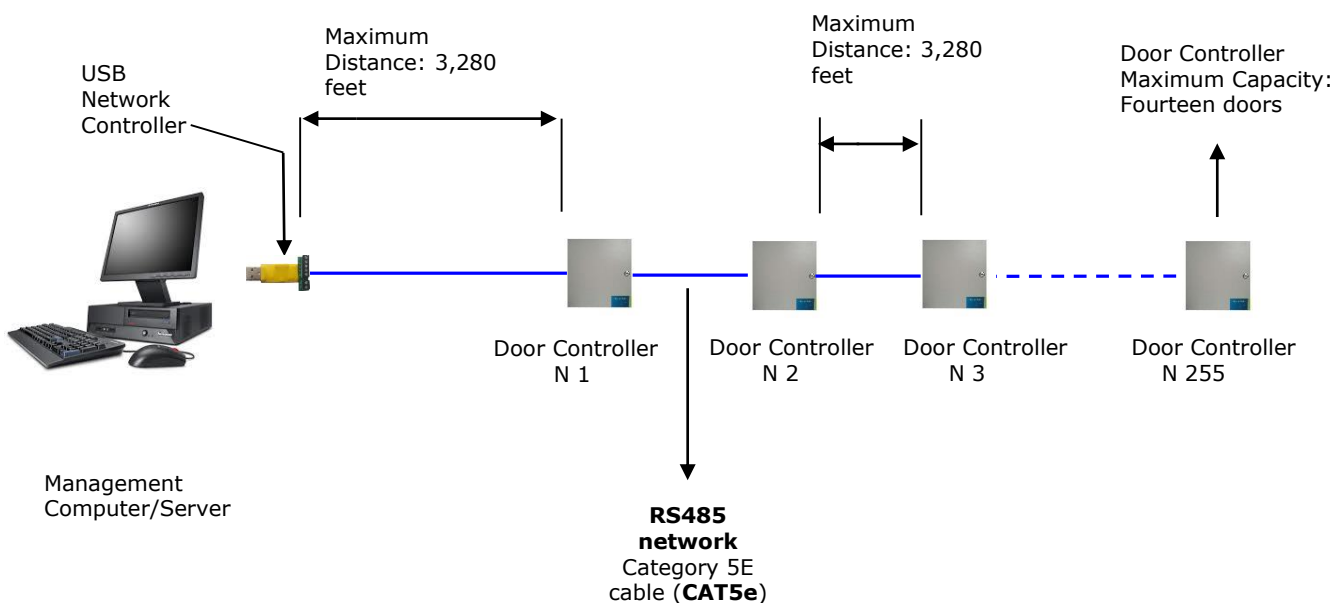 USB
Network
Controller
Maximum
Distance: 3,280
feet
Maximum
Distance: 3,280
feet
Door Controller
Maximum Capacity:
Fourteen doors
Door Controller
N 1
Door Controller
N 2
Door Controller
N 3
Door Controller
N 255
Management
Computer/Server
RS485
network
Category 5E
cable (CAT5e)